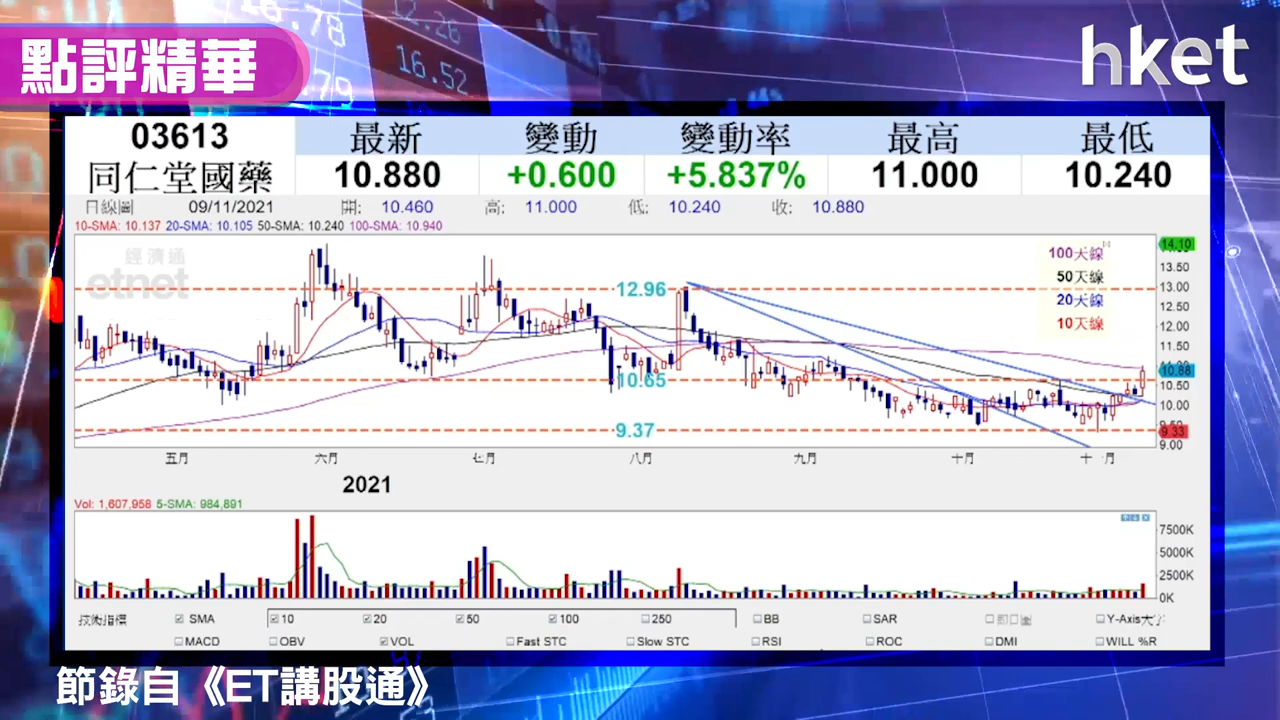 點評精華
hket
03613 最新 變動 變動率 最高 最低
同仁堂國藥 10.880 +0.600 +5.837% 11.000 10.240
日線圖 09/11/2021 開: 10.460 高: 11.000 低: 10.240 收: 10.880
10-SMA: 10.137 20-SMA: 10.105 50-SMA: 10.240 100-SMA: 10.940
經濟通
etnet
100天線
50天線
20天線
10天線
12.96
10.65
9.37
14.10
13.50
13.00
12.50
12.00
11.50
10.88
10.50
10.00
9.33
9.00
五月 六月 七月 八月 九月 十月 十一月
2021
Vol: 1,607,958 5-SMA: 984,891
7500K
5000K
2500K
0K
技術指標 SMA 10 20 50 100 250 BB SAR Y-Axis大字
MACD OBV VOL Fast STC Slow STC RSI ROC DMI WILL %R
節錄自《ET講股通》